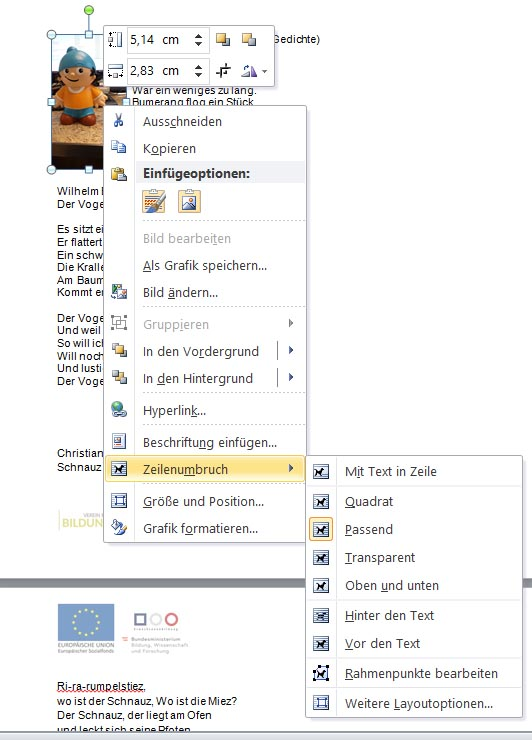 5,14 cm
Gedichte)
2,83 cm
War ein weniges zu lang.
Bumerang flog ein Stück
Ausschneiden
Kopieren
Einfügeoptionen:
Bild bearbeiten
Als Grafik speichern...
Bild ändern...
Gruppieren
In den Vordergrund
In den Hintergrund
Hyperlink...
Beschriftung einfügen...
Zeilenumbruch
Größe und Position...
Grafik formatieren...
Mit Text in Zeile
Quadrat
Passend
Transparent
Oben und unten
Hinter den Text
Vor den Text
Rahmenpunkte bearbeiten
Weitere Layoutoptionen...
Wilhelm
Der Voge
Es sitzt ei
Er flattert
Ein schw
Die Kralle
Am Baum
Kommt er
Der Voge
Und weil
So will ic
Will noch
Und lusti
Der Voge
Christian
Schnauz
VEREIN
BILDUN
EUROPÄISCHE UNION
Europäischer Sozialfonds
Bundesministerium
Bildung, Wissenschaft
und Forschung
Ri-ra-rumpelstiez,
wo ist der Schnauz, Wo ist die Miez?
Der Schnauz, der liegt am Ofen
und leckt sich seine Pfoten